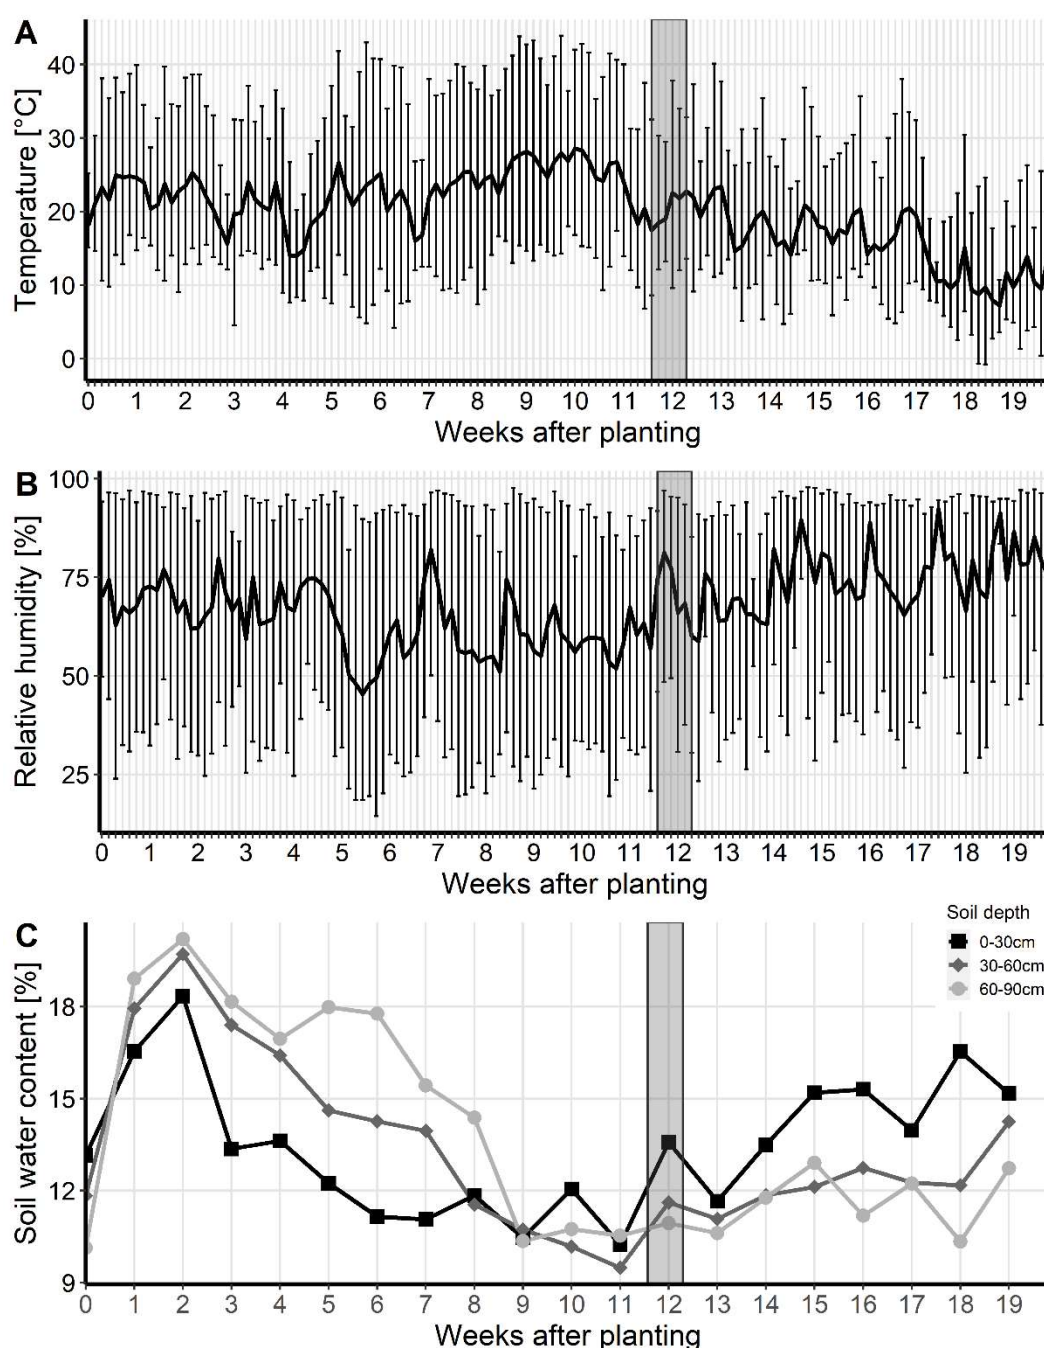 A
Temperature [°C]
40
30
20
10
0
0 1 2 3 4 5 6 7 8 9 10 11 12 13 14 15 16 17 18 19
Weeks after planting
B
Relative humidity [%]
100
75
50
25
0 1 2 3 4 5 6 7 8 9 10 11 12 13 14 15 16 17 18 19
Weeks after planting
C
Soil water content [%]
Soil depth
0-30cm
30-60cm
60-90cm
18
15
12
9
0 1 2 3 4 5 6 7 8 9 10 11 12 13 14 15 16 17 18 19
Weeks after planting